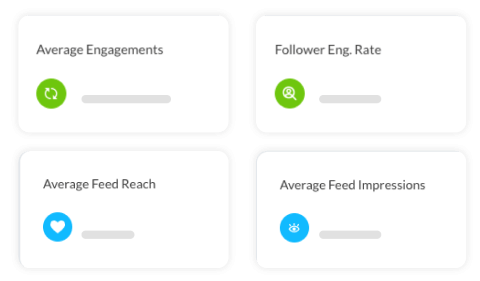 Average Engagements
Follower Eng. Rate
Average Feed Reach
Average Feed Impressions